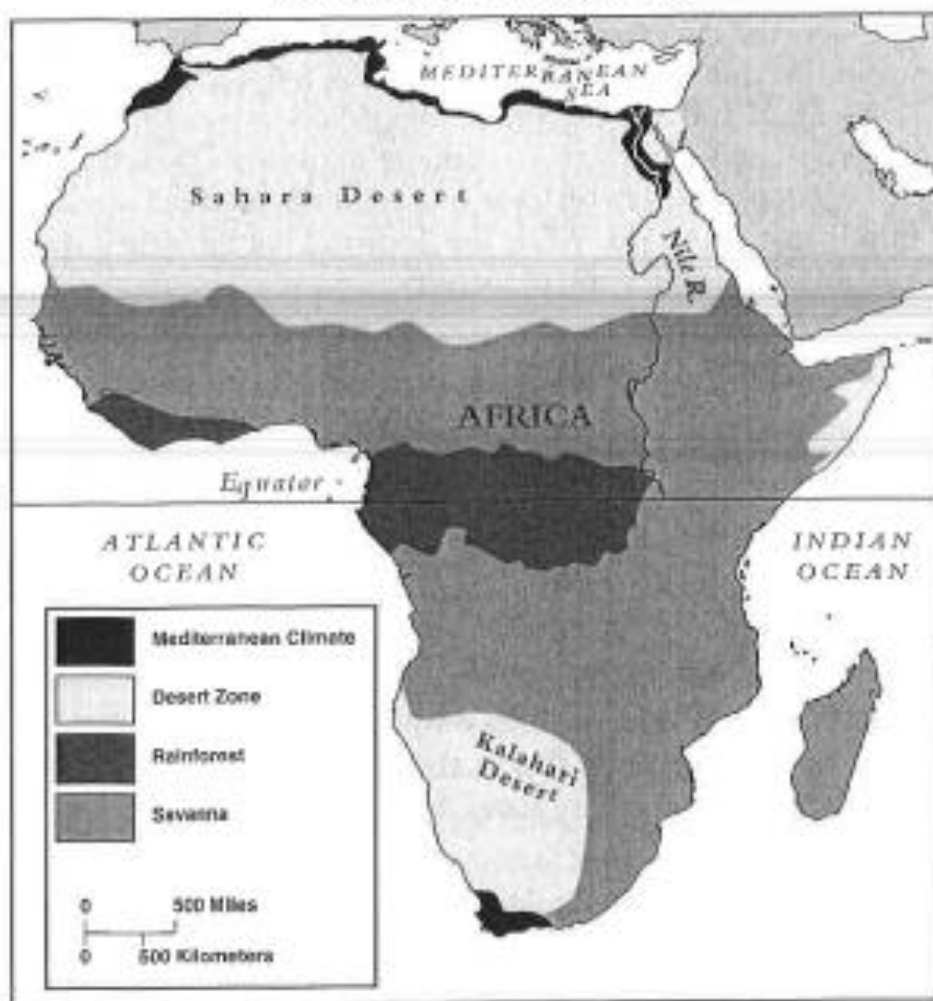 MEDITERRANEAN
SEA
Sahara Desert
Nile R.
AFRICA
Equator
ATLANTIC
OCEAN
INDIAN
OCEAN
Mediterranean Climate
Desert Zone
Rainforest
Savanna
Kalahari
Desert
0 500 Miles
0 500 Kilometers